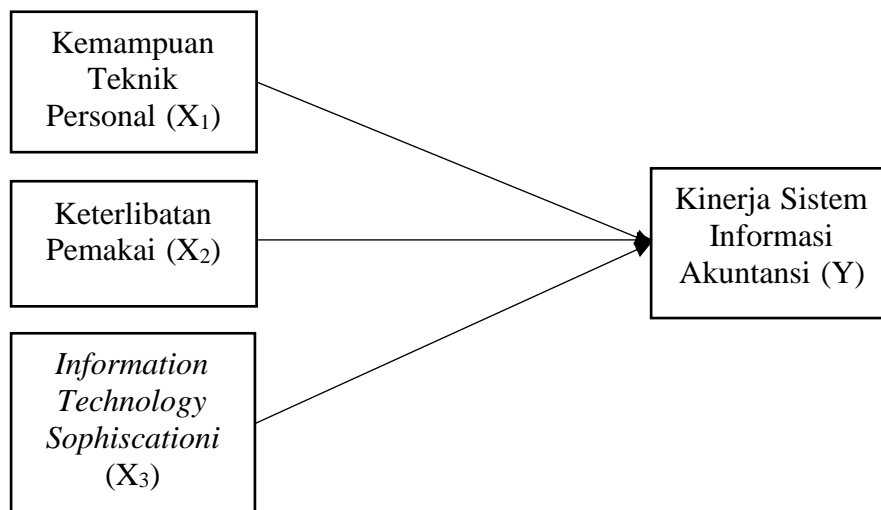 Kemampuan
Teknik
Personal (X₁)
Keterlibatan
Pemakai (X₂)
Information
Technology
Sophiscationi
(X₃)
Kinerja Sistem
Informasi
Akuntansi (Y)